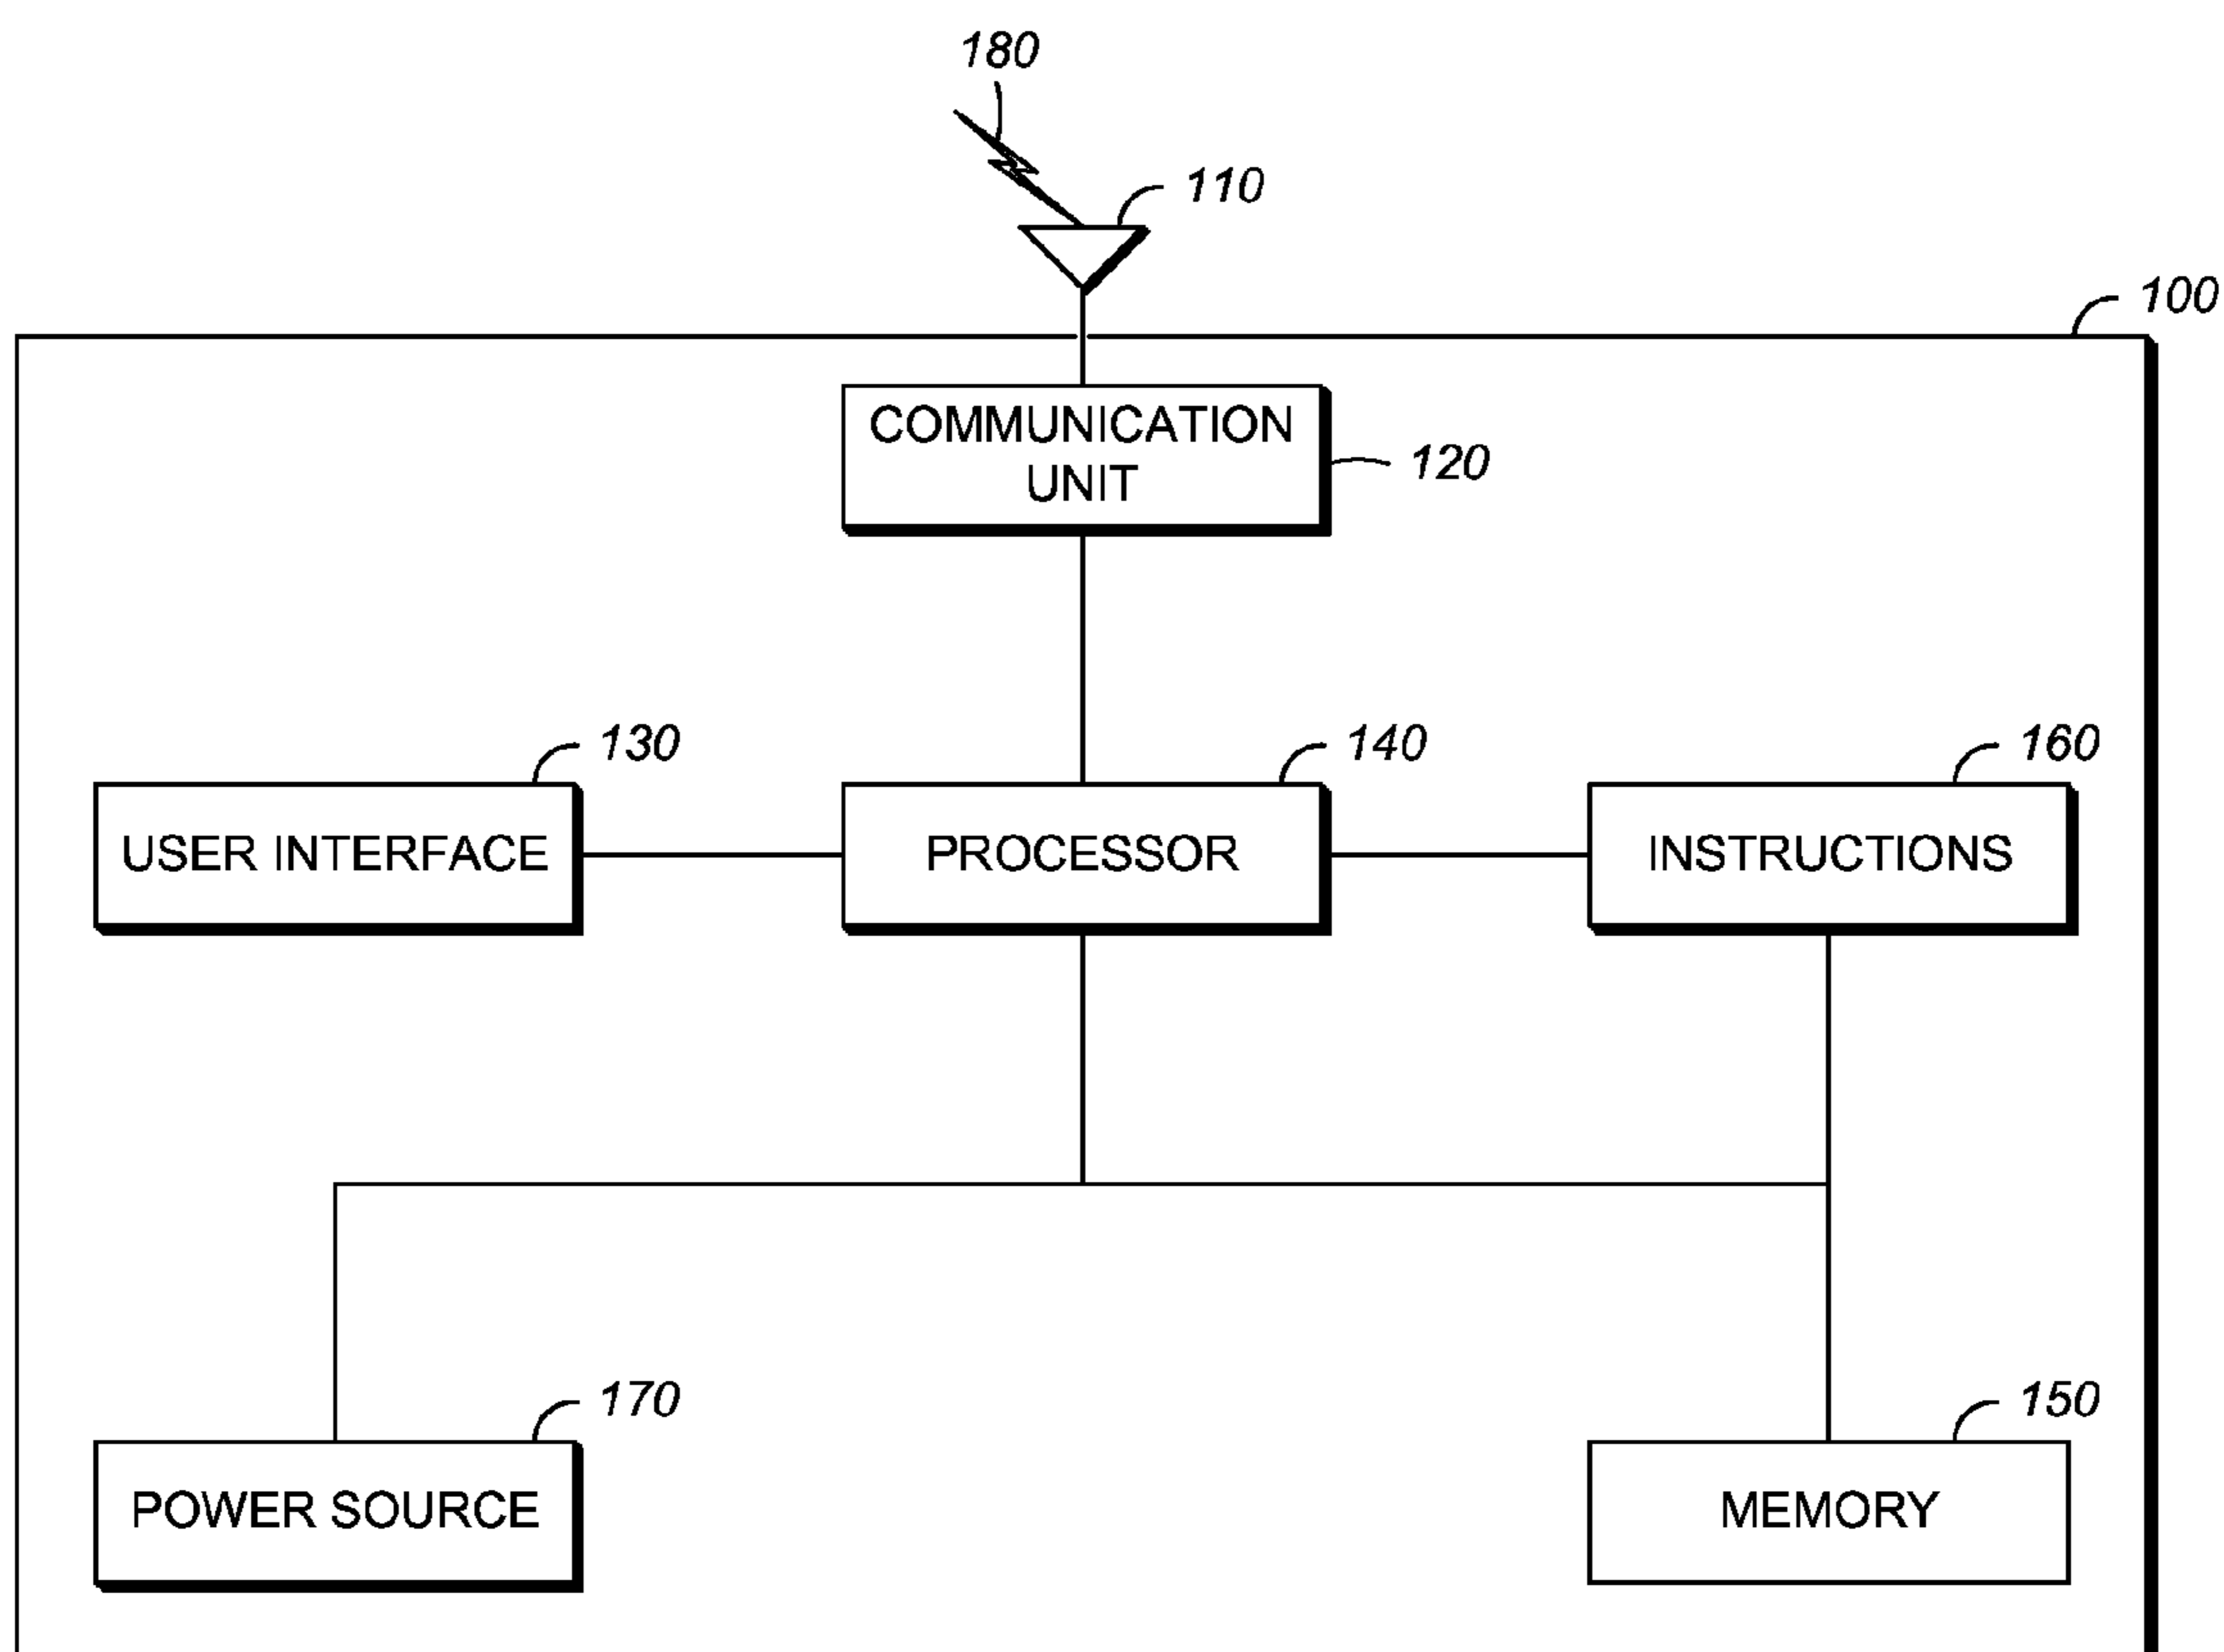 180
110
100
COMMUNICATION
UNIT
120
130
140
160
USER INTERFACE
PROCESSOR
INSTRUCTIONS
170
150
POWER SOURCE
MEMORY